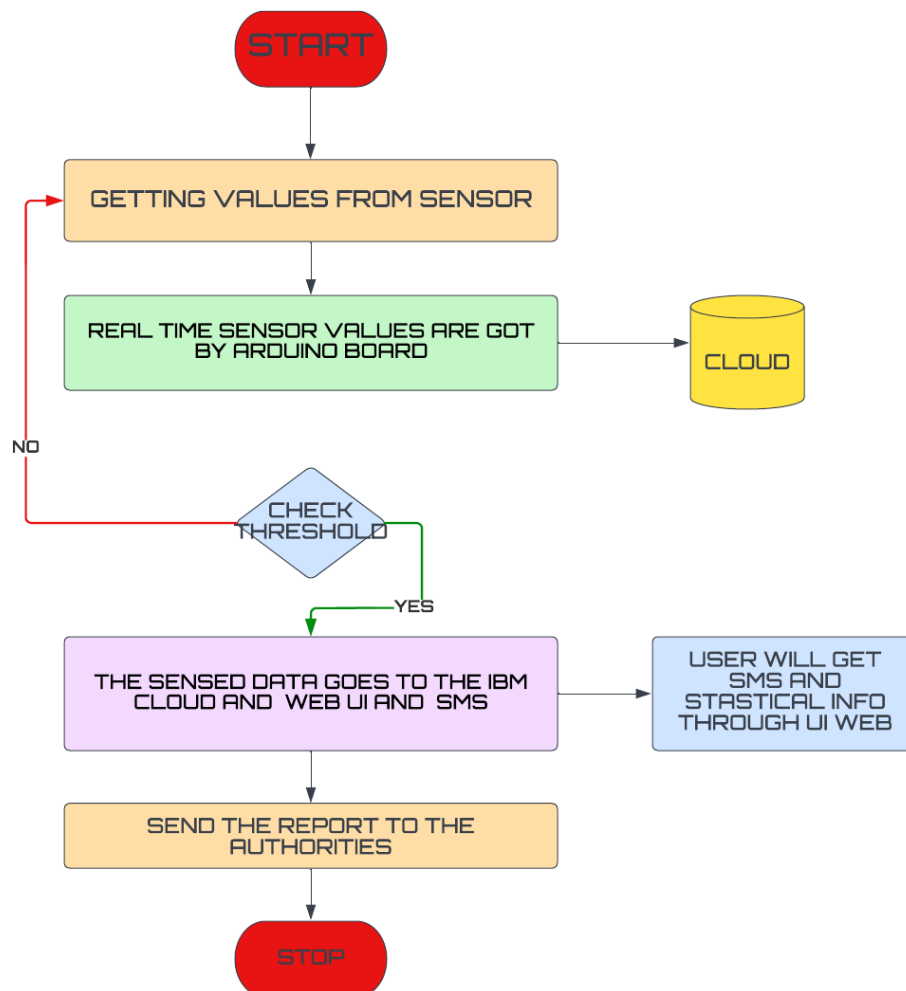 START
GETTING VALUES FROM SENSOR
REAL TIME SENSOR VALUES ARE GOT
BY ARDUINO BOARD
CLOUD
NO
CHECK
THRESHOLD
YES
THE SENSED DATA GOES TO THE IBM
CLOUD AND WEB UI AND SMS
USER WILL GET
SMS AND
STASTICAL INFO
THROUGH UI WEB
SEND THE REPORT TO THE
AUTHORITIES
STOP